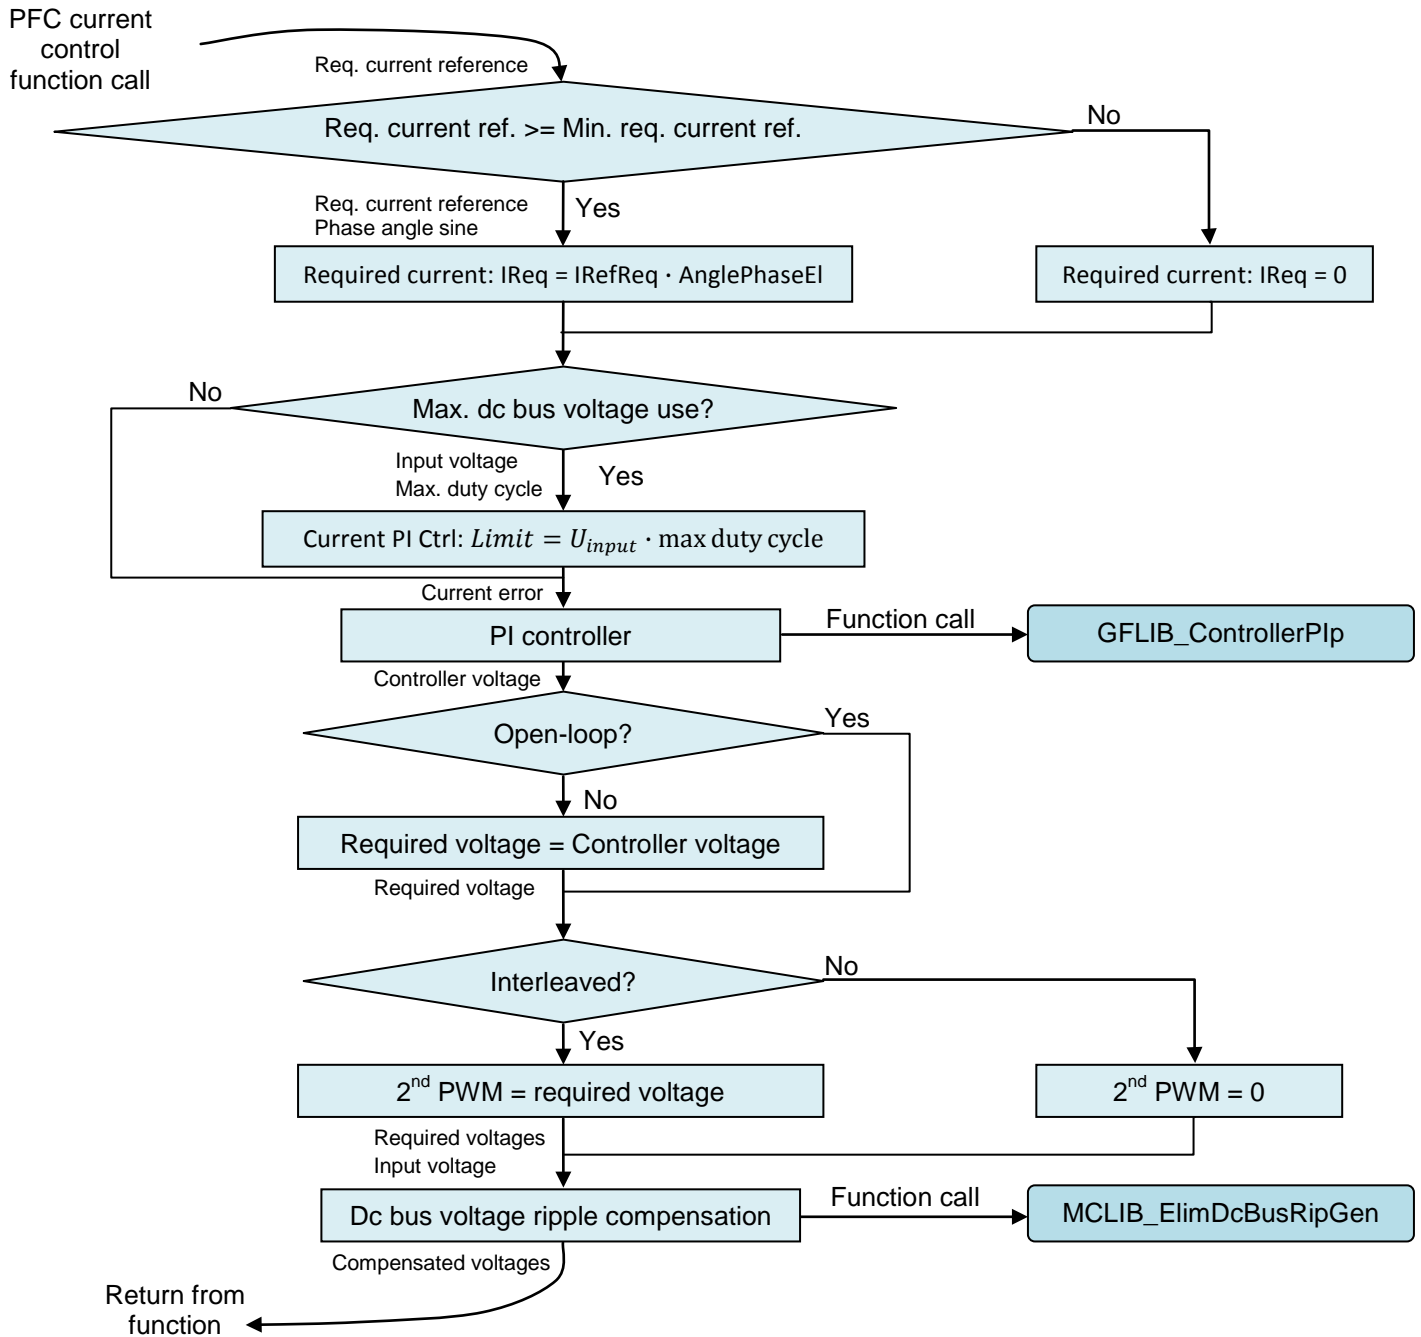 PFC current
control
function call
Req. current reference
Req. current ref. >= Min. req. current ref.
No
Req. current reference
Phase angle sine
Yes
Required current: IReq = IRefReq · AnglePhaseEl
Required current: IReq = 0
No
Max. dc bus voltage use?
Input voltage
Max. duty cycle
Yes
Current PI Ctrl: Limit = U_input · max duty cycle
Current error
PI controller
Function call
GFLIB_ControllerPIp
Controller voltage
Open-loop?
Yes
No
Required voltage = Controller voltage
Required voltage
Interleaved?
No
Yes
2nd PWM = required voltage
2nd PWM = 0
Required voltages
Input voltage
Dc bus voltage ripple compensation
Function call
MCLIB_ElimDcBusRipGen
Compensated voltages
Return from
function